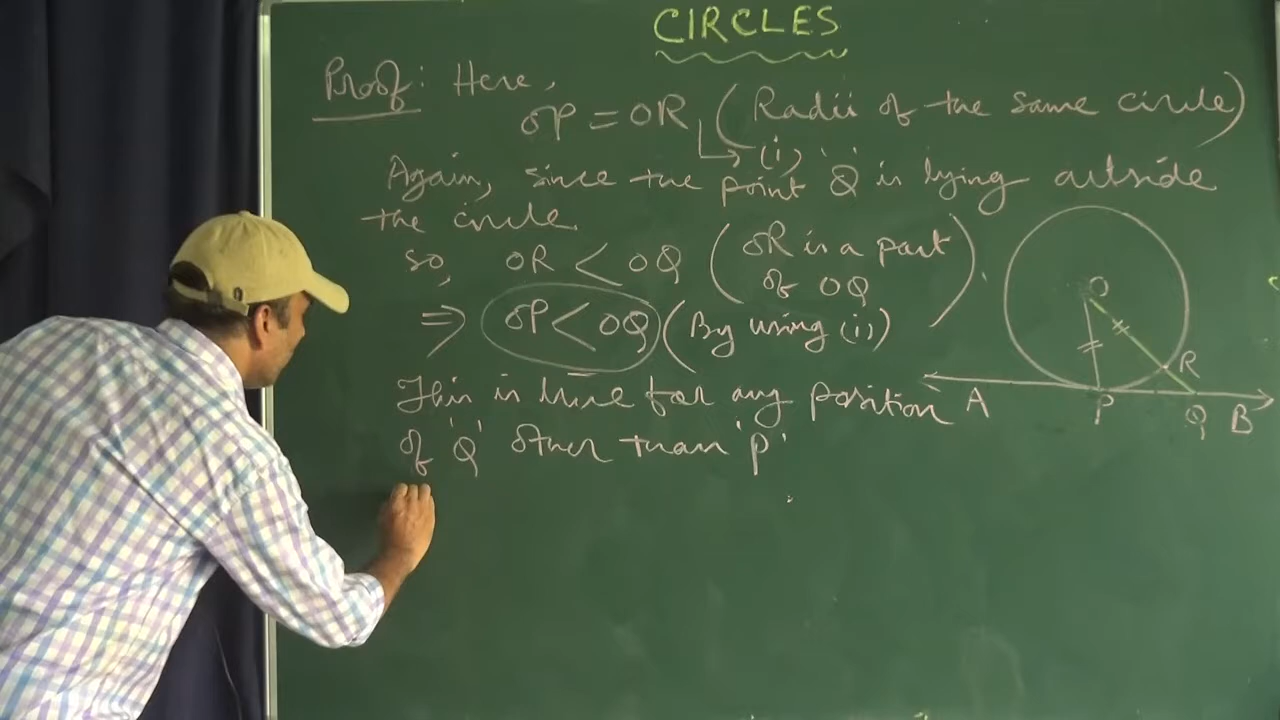 CIRCLES
Proof: Here,
OP = OR (Radii of the same circle)
(i)
Again, since the point 'Q' is lying outside
the circle.
so, OR < OQ (OR is a part
of OQ).
⇒ OP < OQ (By using (i))
This is true for any position
of 'Q' other than 'P'
O
R
A
P
Q
B